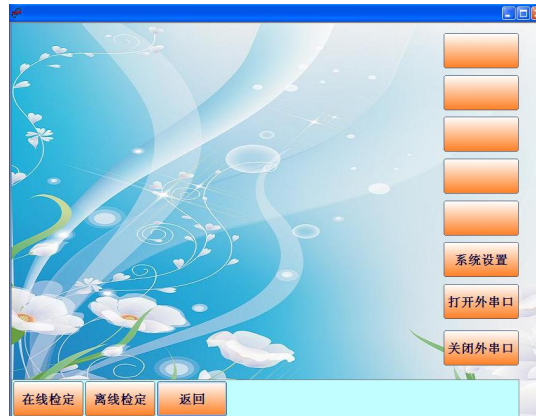 系统设置
打开外串口
关闭外串口
在线检定
离线检定
返回